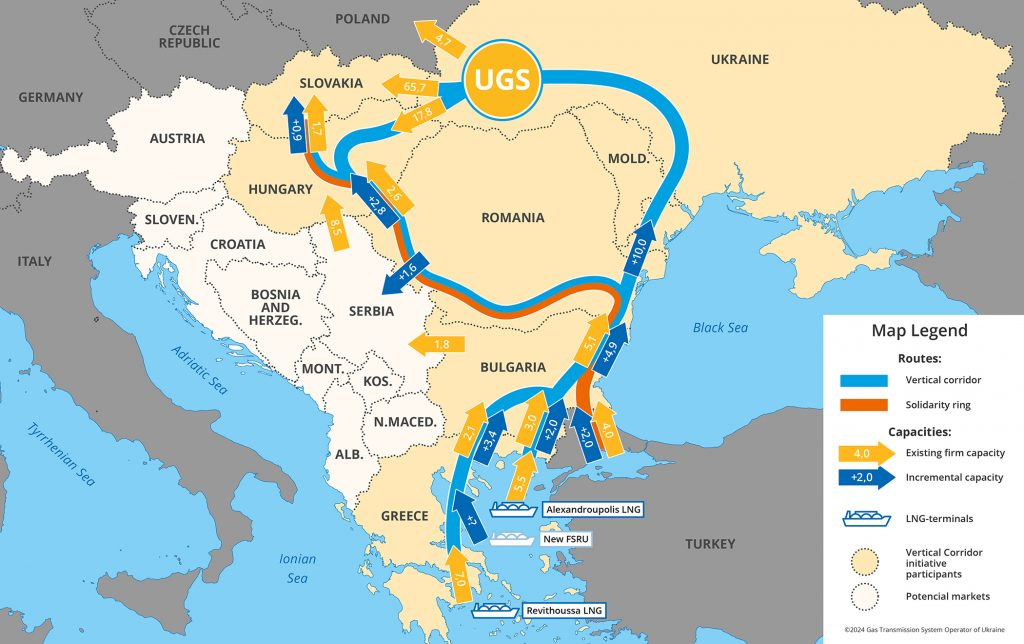 POLAND
CZECH
REPUBLIC
4,7
UKRAINE
UGS
SLOVAKIA
65,7
GERMANY
17,8
+0,9
1,7
AUSTRIA
MOLD.
HUNGARY
2,6
+2,8
SLOVEN.
ROMANIA
8,5
CROATIA
+10,0
ITALY
+1,6
BOSNIA
AND
HERZEG.
SERBIA
Black Sea
Adriatic Sea
1,8
5,1
+4,9
BULGARIA
MONT.
KOS.
N.MACED.
2,1
+3,4
3,0
+2,0
+2,0
4,0
ALB.
Tyrrhenian Sea
5,5
Alexandroupolis LNG
GREECE
+?
New FSRU
TURKEY
Ionian
Sea
7,0
Revithoussa LNG
Map Legend
Routes:
Vertical corridor
Solidarity ring
Capacities:
4,0 Existing firm capacity
+2,0 Incremental capacity
LNG-terminals
Vertical Corridor
initiative
participants
Potencial markets
©2024 Gas Transmission System Operator of Ukraine